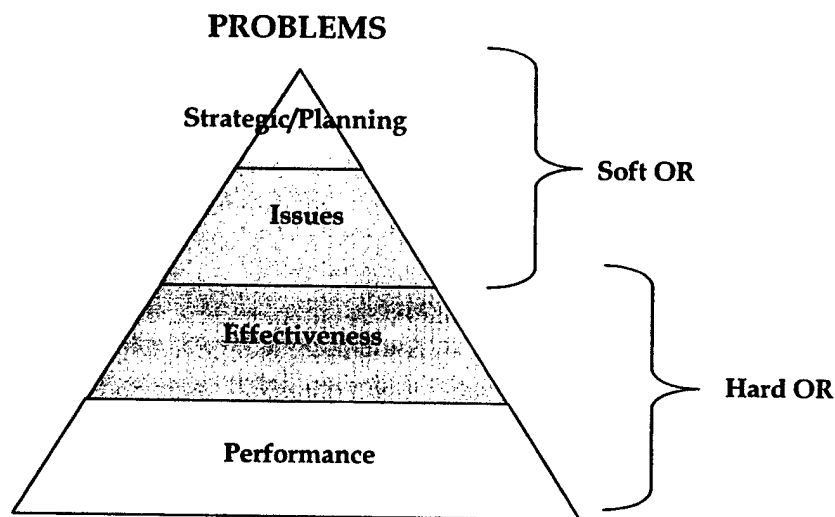 PROBLEMS
Strategic/Planning
Soft OR
Issues
Effectiveness
Hard OR
Performance